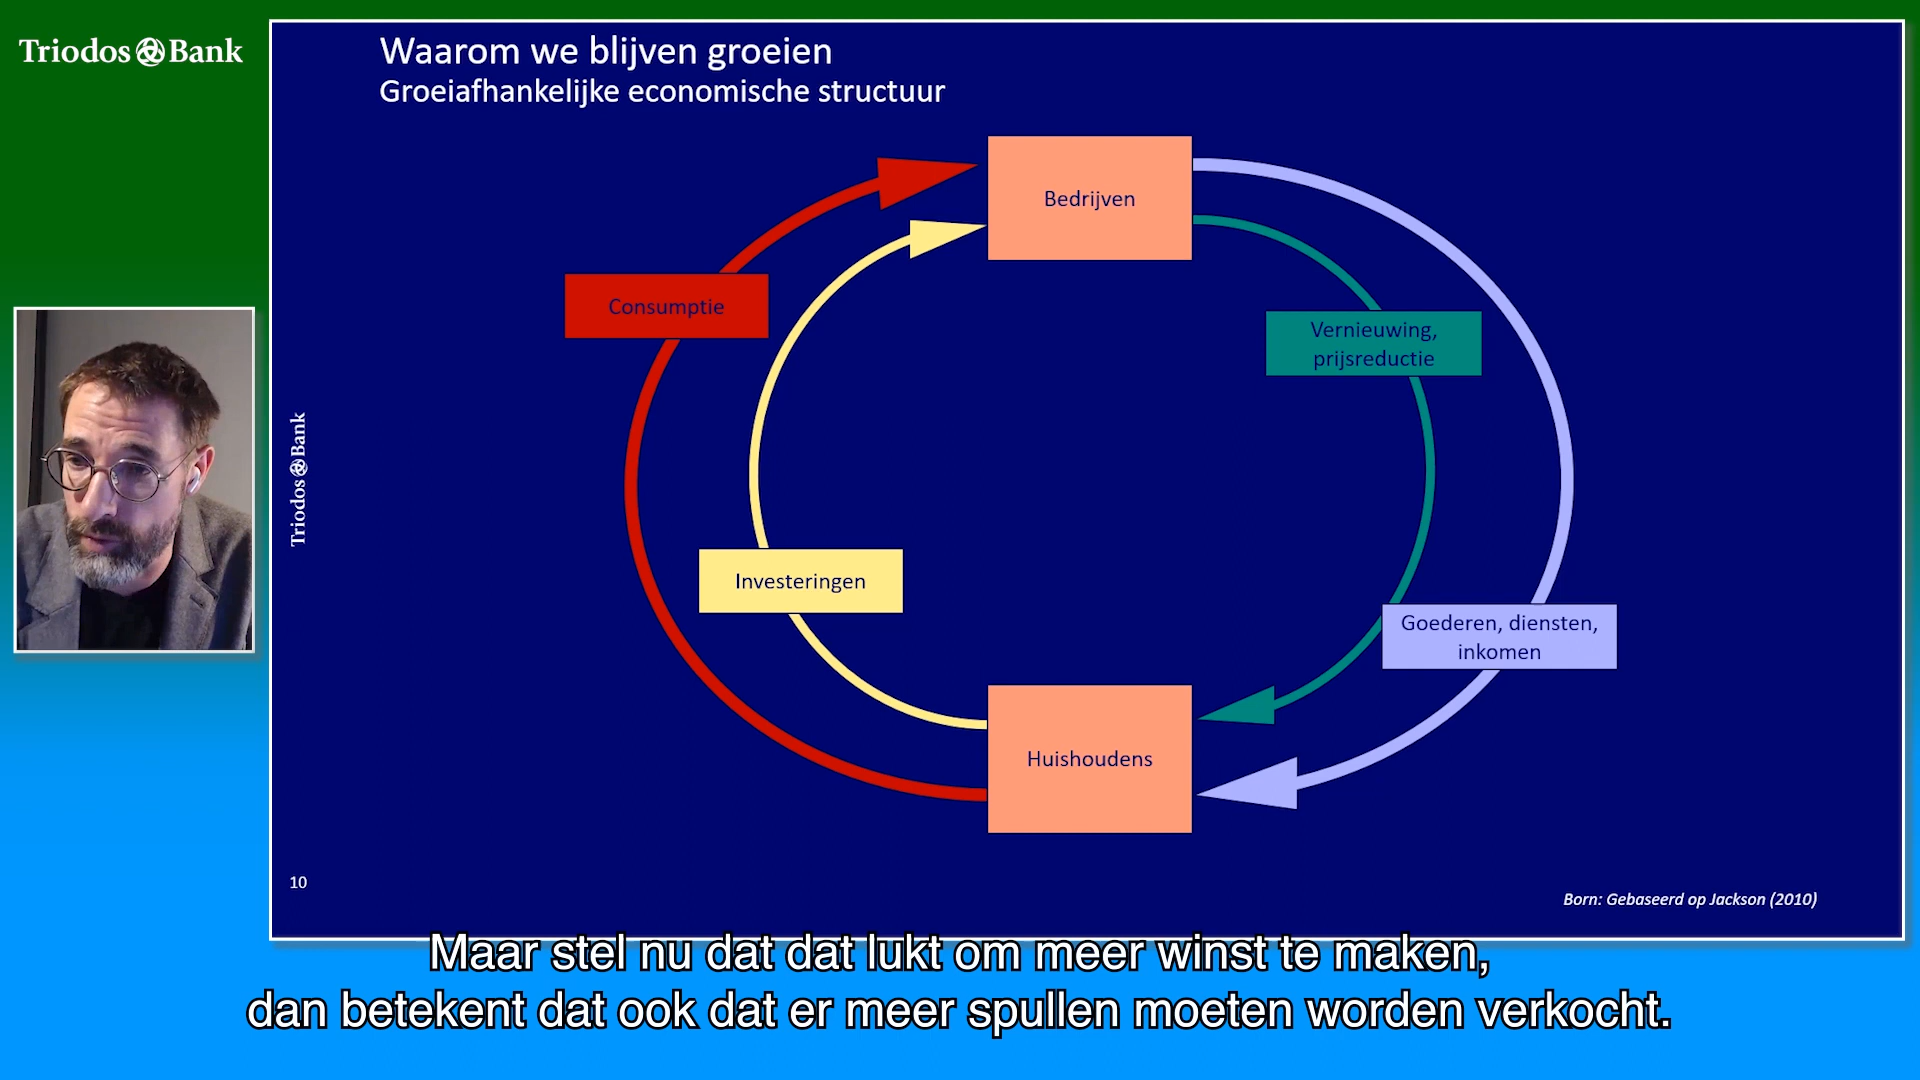 Triodos Bank
Waarom we blijven groeien
Groeiafhankelijke economische structuur
Bedrijven
Consumptie
Vernieuwing,
prijsreductie
Triodos Bank
Investeringen
Goederen, diensten,
inkomen
Huishoudens
10
Born: Gebaseerd op Jackson (2010)
Maar stel nu dat dat lukt om meer winst te maken,
dan betekent dat ook dat er meer spullen moeten worden verkocht.